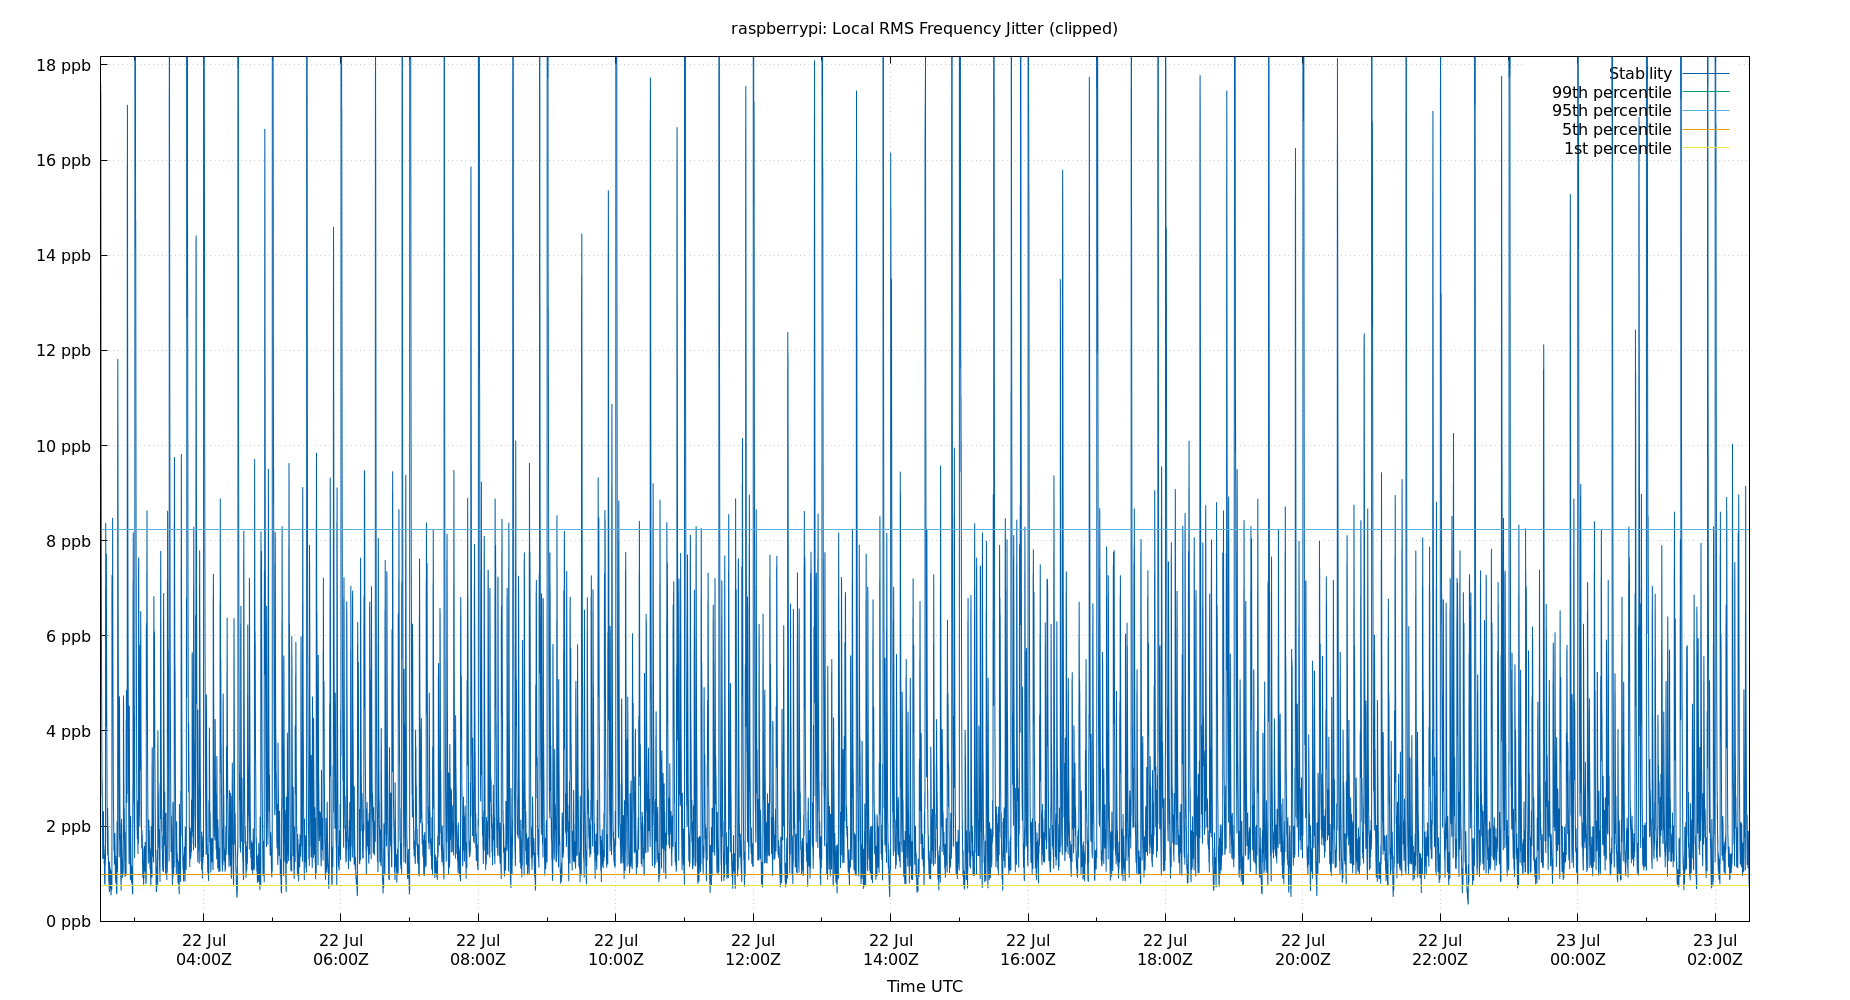 raspberrypi: Local RMS Frequency Jitter (clipped)
18 ppb
16 ppb
14 ppb
12 ppb
10 ppb
8 ppb
6 ppb
4 ppb
2 ppb
0 ppb
Stability
99th percentile
95th percentile
5th percentile
1st percentile
22 Jul 22 Jul 22 Jul 22 Jul 22 Jul 22 Jul 22 Jul 22 Jul 22 Jul 22 Jul 23 Jul 23 Jul
04:00Z 06:00Z 08:00Z 10:00Z 12:00Z 14:00Z 16:00Z 18:00Z 20:00Z 22:00Z 00:00Z 02:00Z
Time UTC